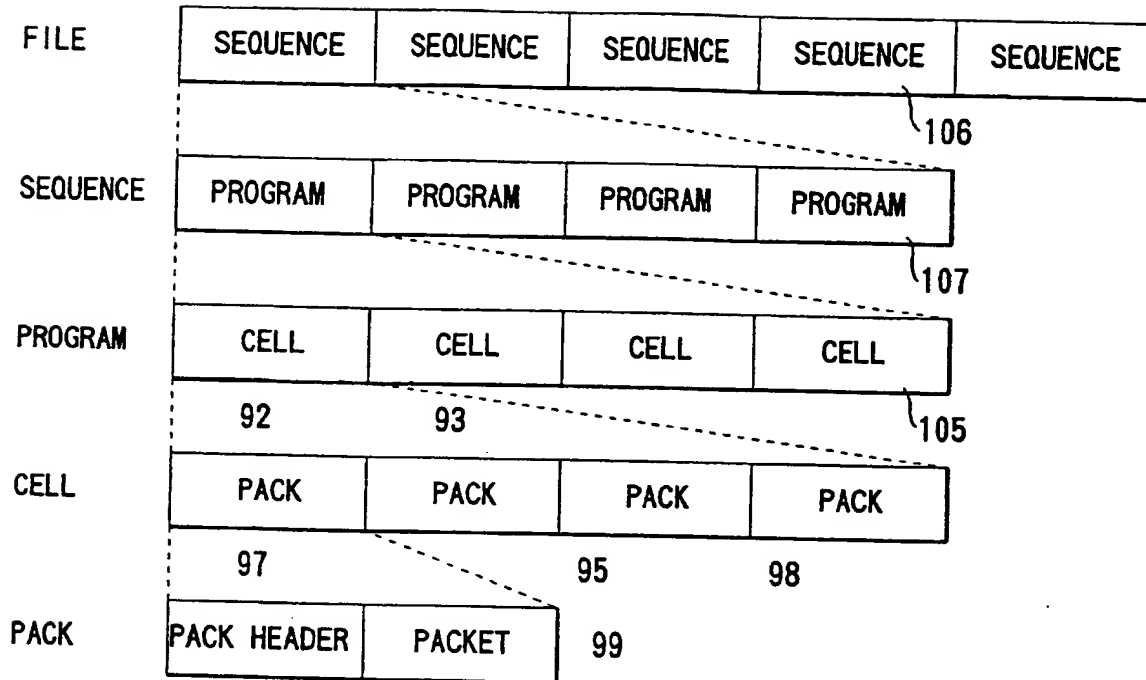 FILE SEQUENCE SEQUENCE SEQUENCE SEQUENCE SEQUENCE
106
SEQUENCE PROGRAM PROGRAM PROGRAM PROGRAM
107
PROGRAM CELL CELL CELL CELL
92 93 105
CELL PACK PACK PACK PACK
97 95 98
PACK PACK HEADER PACKET 99